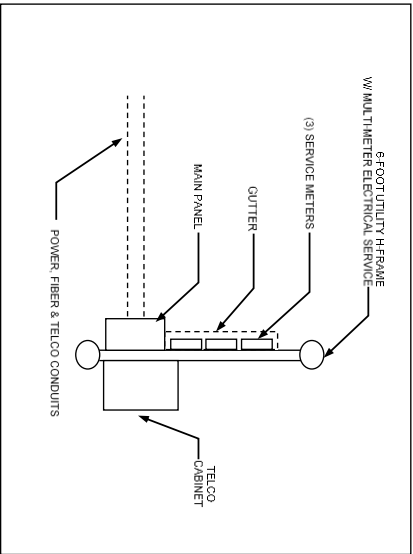 6-FOOT UTILITY H-FRAME
W/ MULTI-METER ELECTRICAL SERVICE
(3) SERVICE METERS
GUTTER
MAIN PANEL
POWER, FIBER & TELCO CONDUITS
TELCO
CABINET